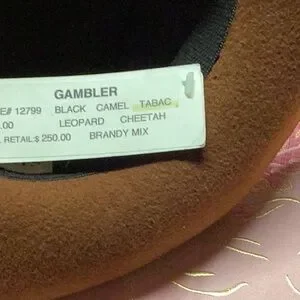 GAMBLER
E# 12799 BLACK CAMEL TABAC
.00 LEOPARD CHEETAH
RETAIL:$ 250.00 BRANDY MIX